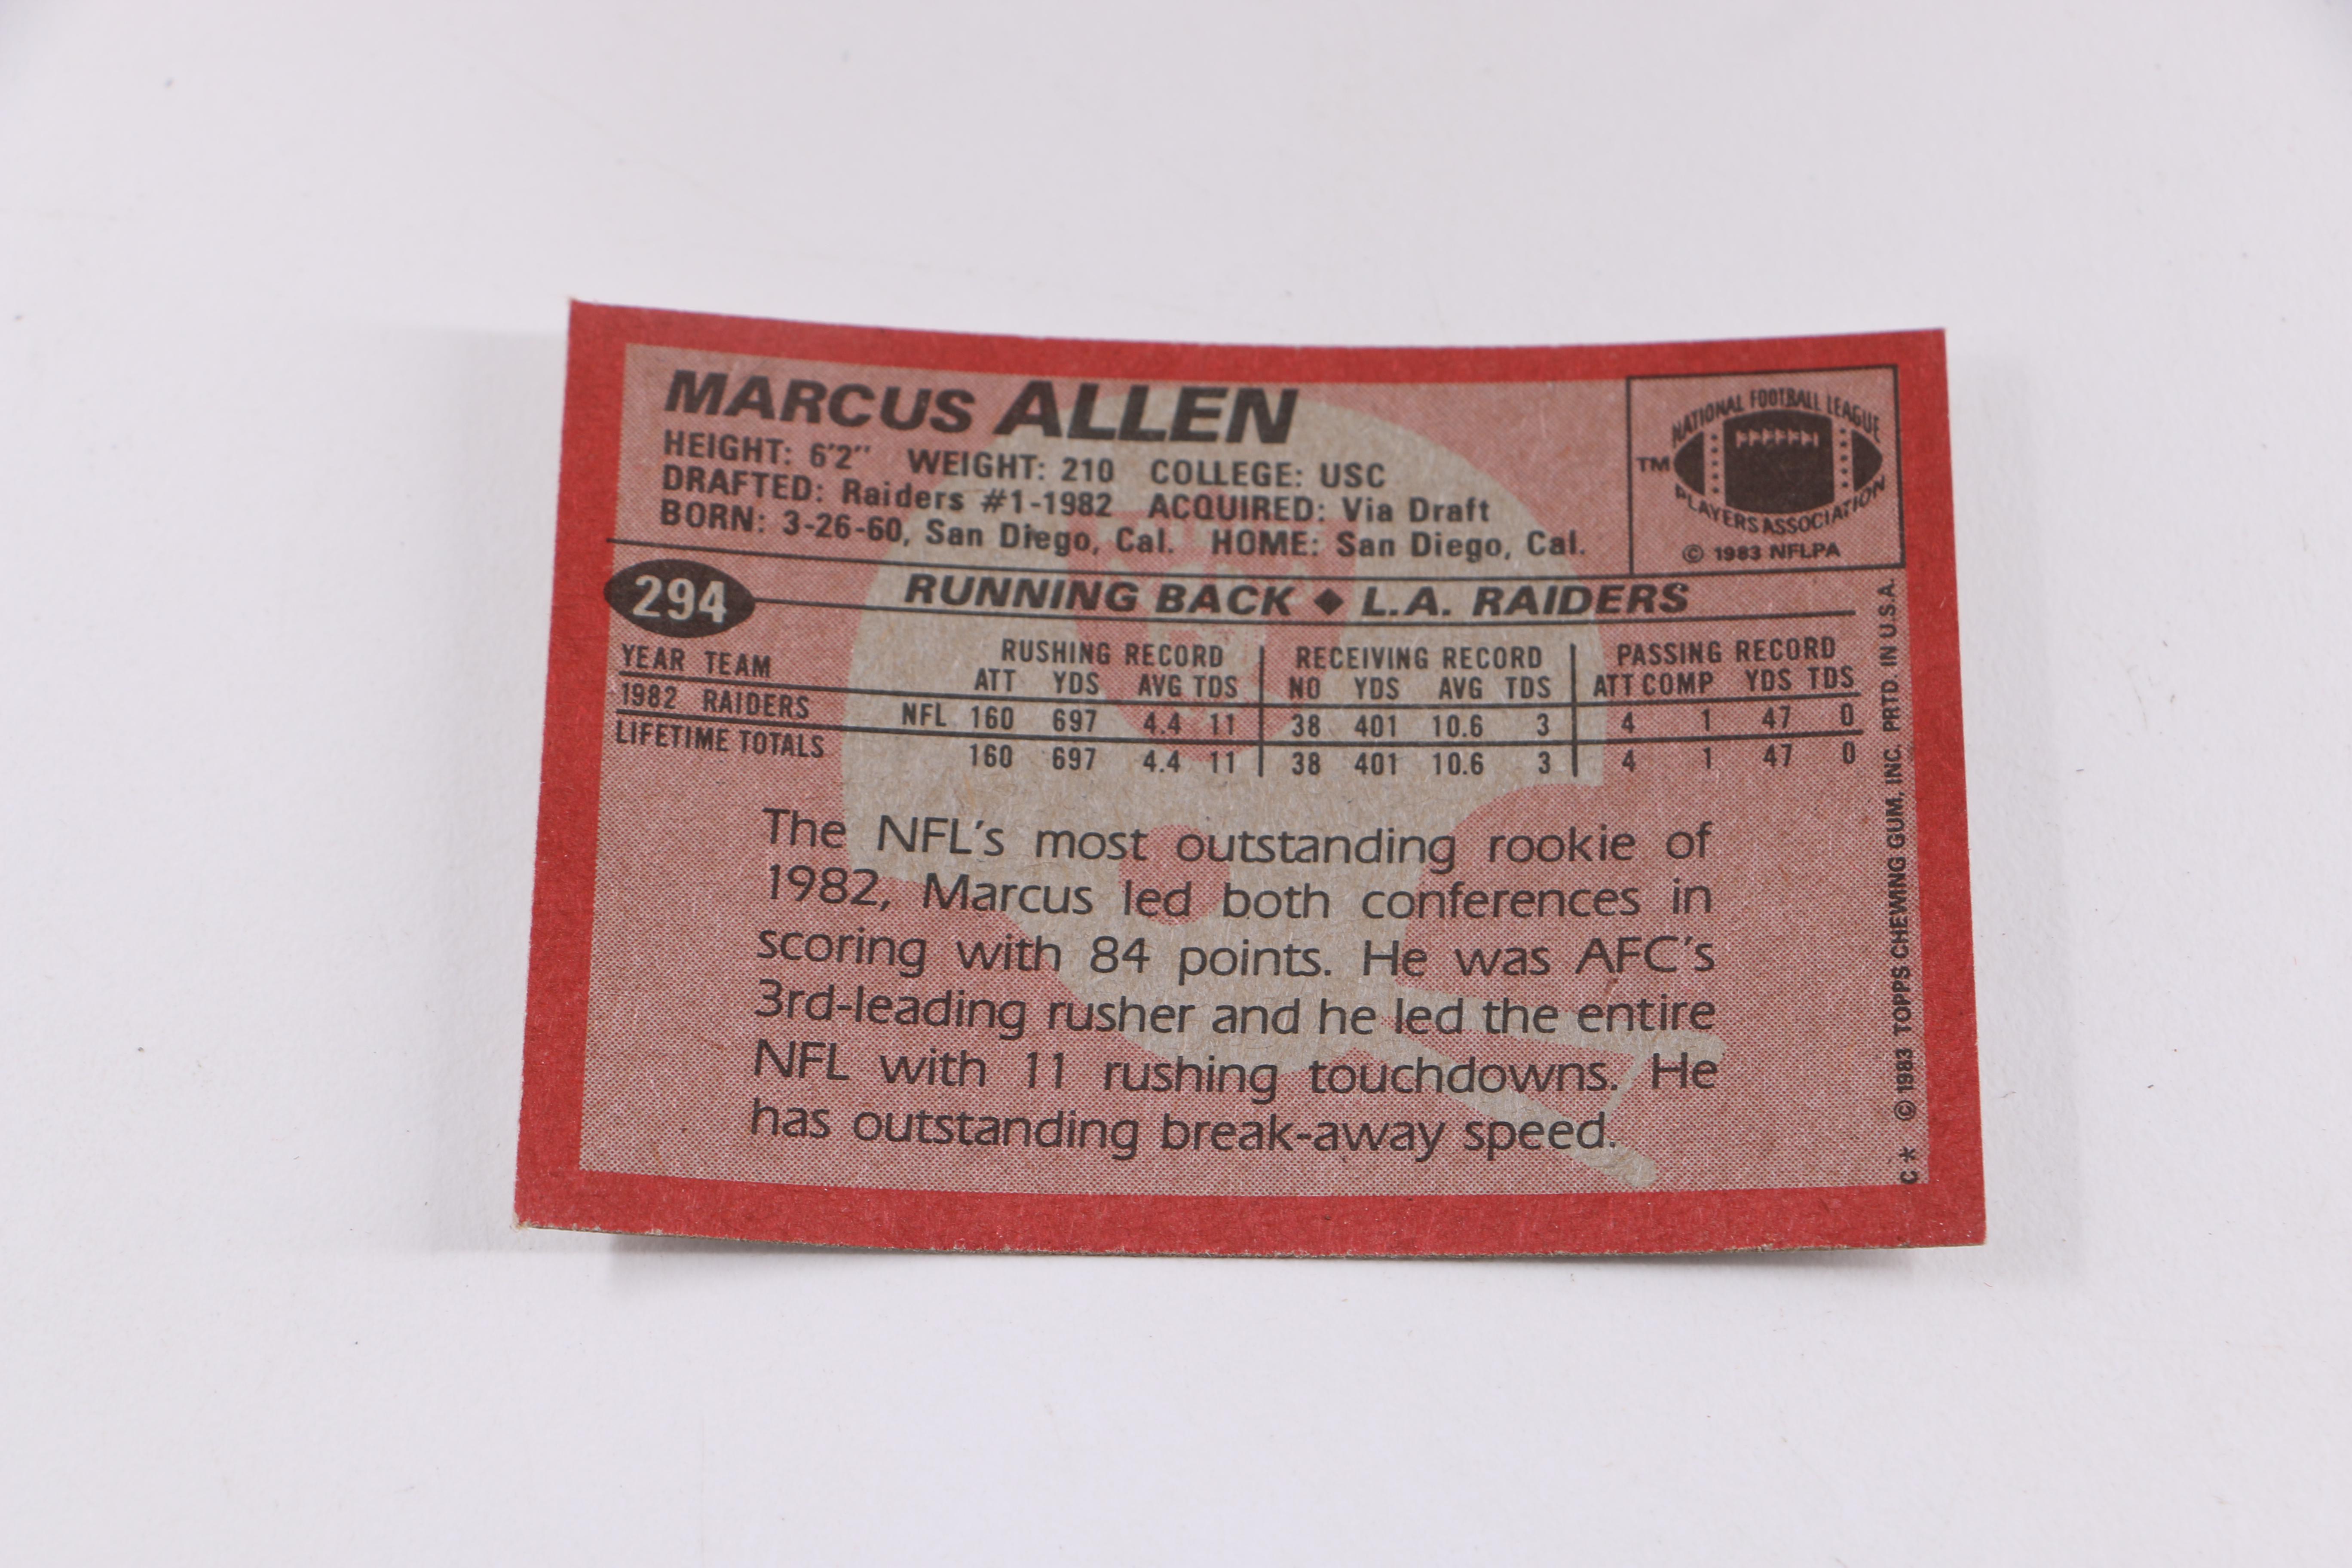 MARCUS ALLEN
HEIGHT: 6'2" WEIGHT: 210 COLLEGE: USC
DRAFTED: Raiders #1-1982 ACQUIRED: Via Draft
BORN: 3-26-60, San Diego, Cal. HOME: San Diego, Cal.
NATIONAL FOOTBALL LEAGUE
TM
PLAYERS ASSOCIATION
© 1983 NFLPA
294
RUNNING BACK ◆ L.A. RAIDERS
RUSHING RECORD RECEIVING RECORD PASSING RECORD
YEAR TEAM ATT YDS AVG TDS NO YDS AVG TDS ATT COMP YDS TDS
1982 RAIDERS NFL 160 697 4.4 11 38 401 10.6 3 4 1 47 0
LIFETIME TOTALS 160 697 4.4 11 38 401 10.6 3 4 1 47 0
The NFL's most outstanding rookie of
1982, Marcus led both conferences in
scoring with 84 points. He was AFC's
3rd-leading rusher and he led the entire
NFL with 11 rushing touchdowns. He
has outstanding break-away speed.
C* © 1983 TOPPS CHEWING GUM, INC. PRTD. IN U.S.A.